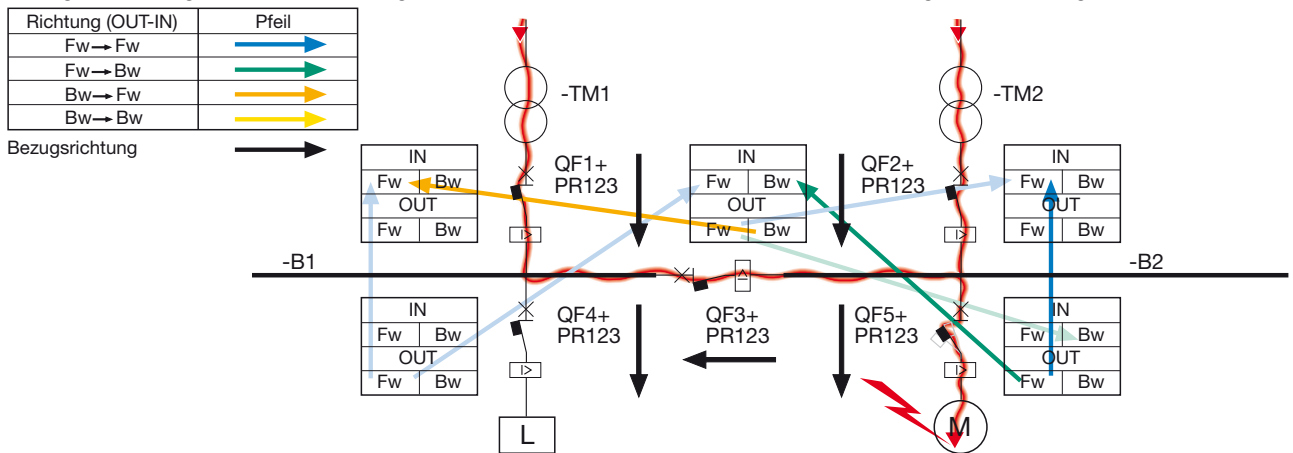 Richtung (OUT-IN) Pfeil
Fw→Fw
Fw→Bw
Bw→Fw
Bw→Bw
Bezugsrichtung
-TM1
-TM2
IN
Fw Bw
OUT
Fw Bw
QF1+
PR123
IN
Fw Bw
OUT
Fw Bw
QF2+
PR123
IN
Fw Bw
OUT
Fw Bw
-B1
-B2
IN
Fw Bw
OUT
Fw Bw
QF4+
PR123
QF3+
PR123
QF5+
PR123
IN
Fw Bw
OUT
Fw Bw
I>
I>
I>
I>
I>
L
M